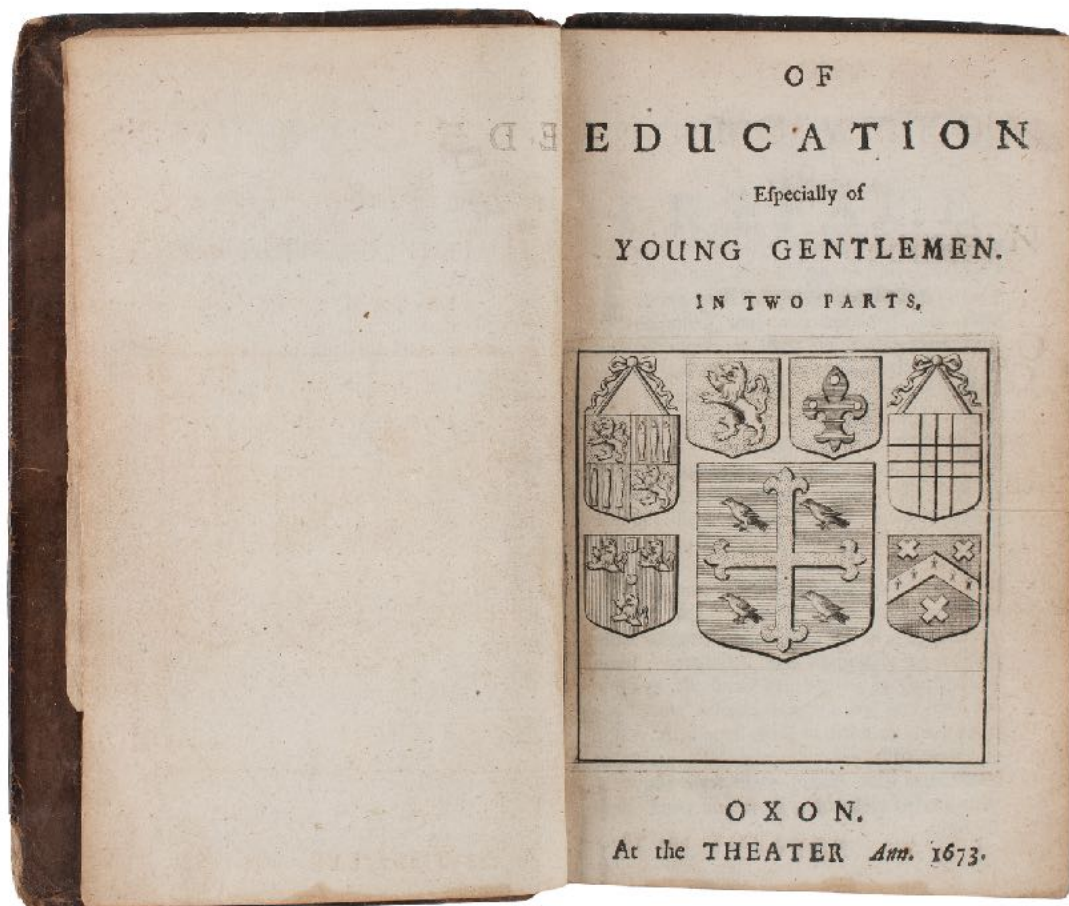 OF
EDUCATION
Eſpecially of
YOUNG GENTLEMEN.
IN TWO PARTS.
OXON.
At the THEATER Ann. 1673.